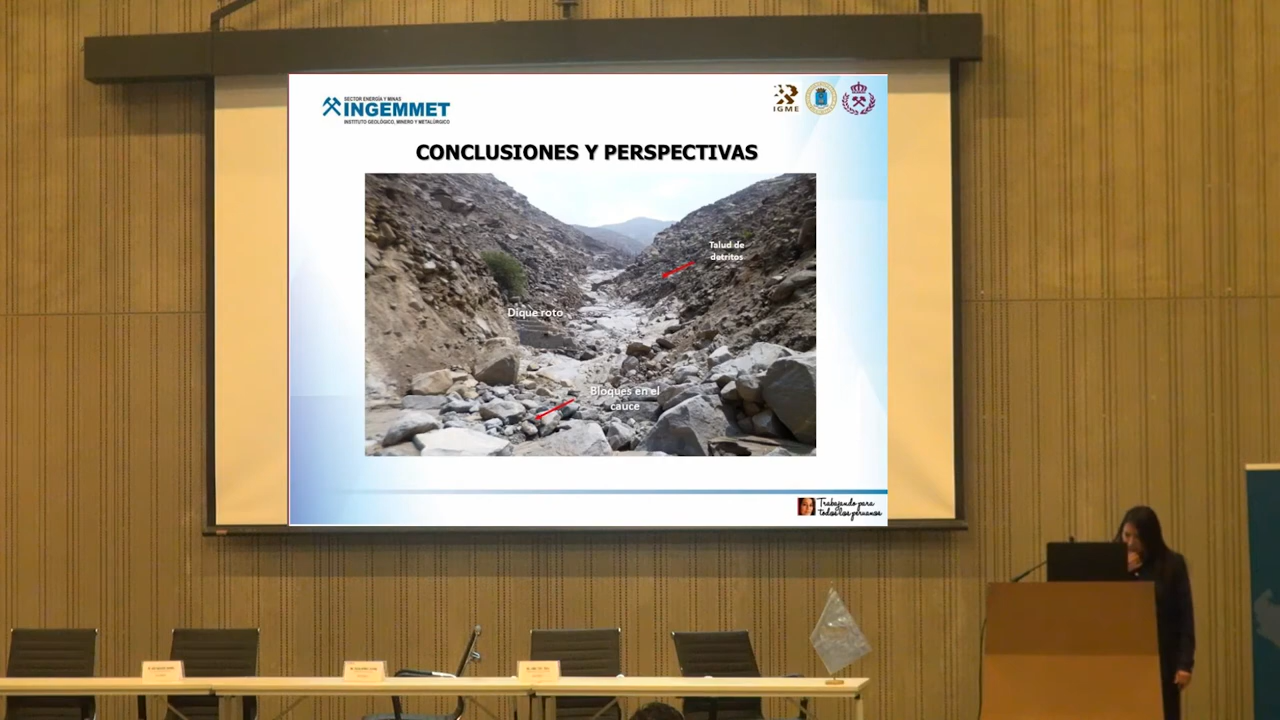 SECTOR ENERGÍA Y MINAS
INGEMMET
INSTITUTO GEOLÓGICO, MINERO Y METALÚRGICO
IGME
CONCLUSIONES Y PERSPECTIVAS
Talud de
detritos
Dique roto
Bloques en el
cauce
Trabajando para
todos los peruanos